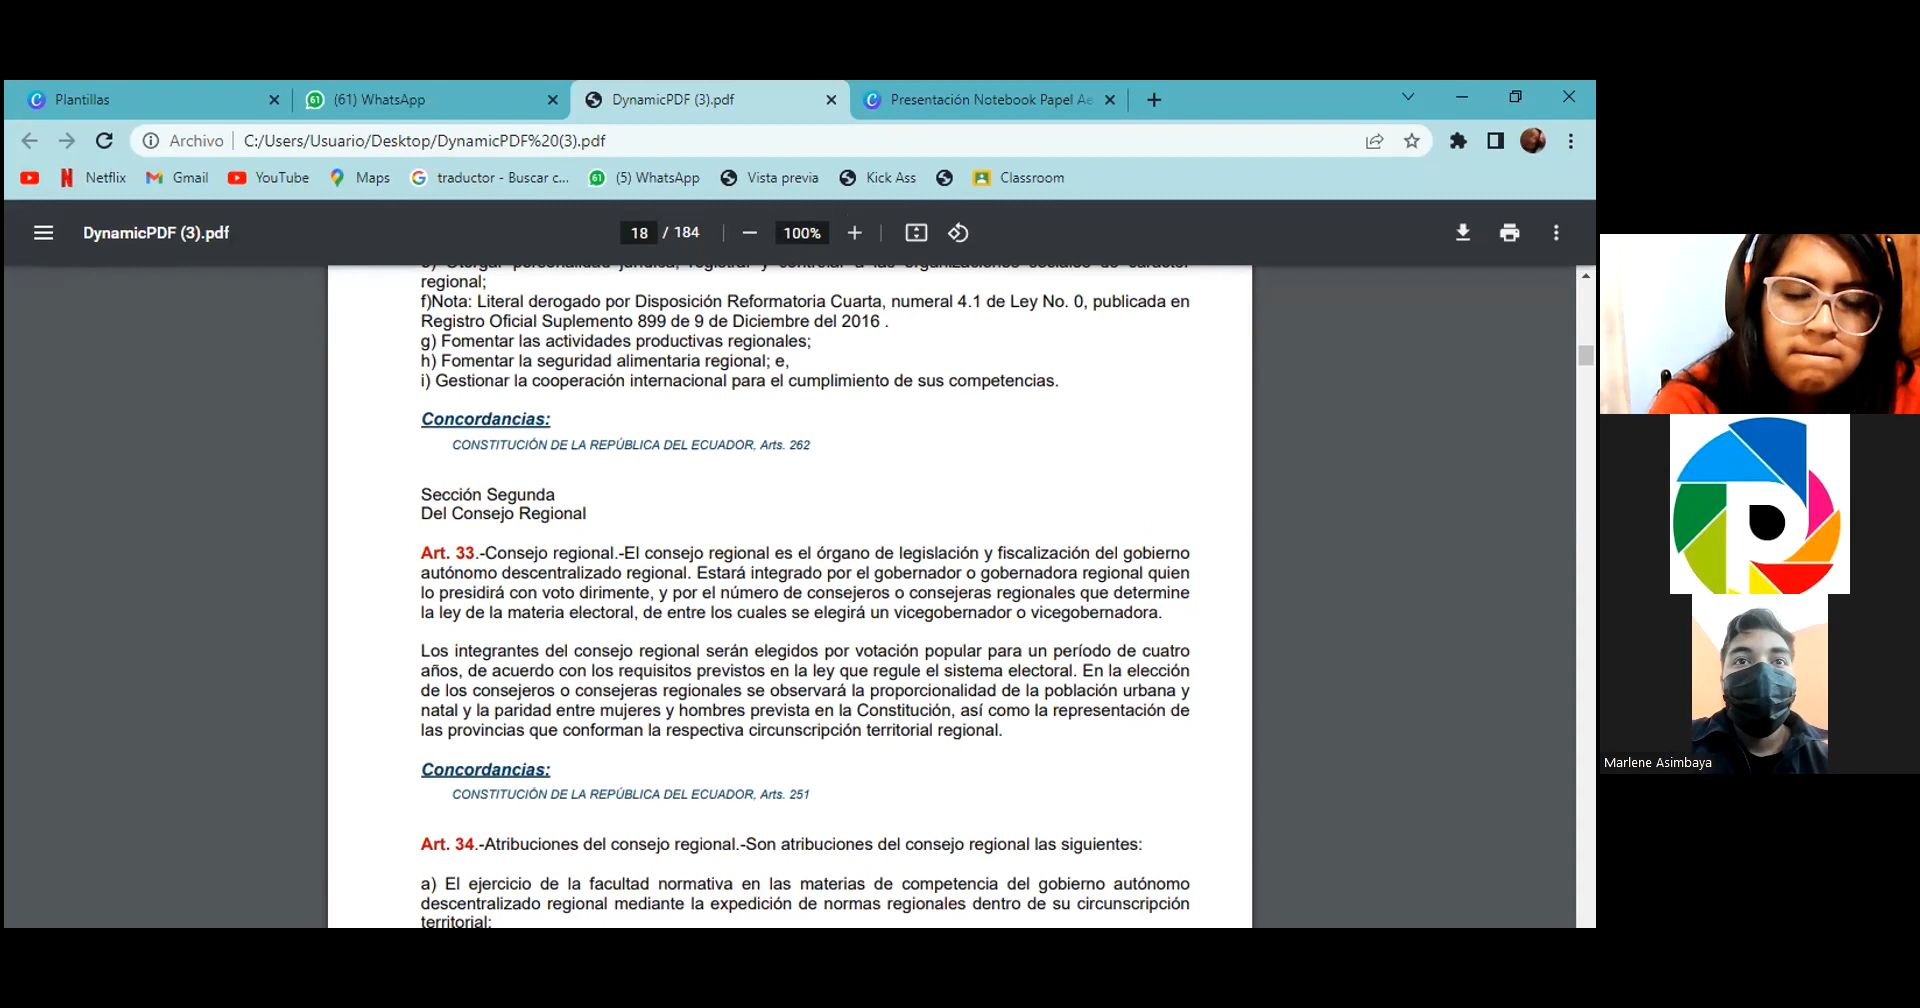 Plantillas
(61) WhatsApp
DynamicPDF (3).pdf
Presentación Notebook Papel Ae
Archivo
C:/Users/Usuario/Desktop/DynamicPDF%20(3).pdf
Netflix
Gmail
YouTube
Maps
traductor - Buscar c...
61
(5) WhatsApp
Vista previa
Kick Ass
Classroom
DynamicPDF (3).pdf
18 / 184
100%
e) Otorgar personalidad jurídica, registrar y controlar a las organizaciones sociales de carácter
regional;
f)Nota: Literal derogado por Disposición Reformatoria Cuarta, numeral 4.1 de Ley No. 0, publicada en
Registro Oficial Suplemento 899 de 9 de Diciembre del 2016 .
g) Fomentar las actividades productivas regionales;
h) Fomentar la seguridad alimentaria regional; e,
i) Gestionar la cooperación internacional para el cumplimiento de sus competencias.
Concordancias:
CONSTITUCIÓN DE LA REPÚBLICA DEL ECUADOR, Arts. 262
Sección Segunda
Del Consejo Regional
Art. 33.-Consejo regional.-El consejo regional es el órgano de legislación y fiscalización del gobierno
autónomo descentralizado regional. Estará integrado por el gobernador o gobernadora regional quien
lo presidirá con voto dirimente, y por el número de consejeros o consejeras regionales que determine
la ley de la materia electoral, de entre los cuales se elegirá un vicegobernador o vicegobernadora.
Los integrantes del consejo regional serán elegidos por votación popular para un período de cuatro
años, de acuerdo con los requisitos previstos en la ley que regule el sistema electoral. En la elección
de los consejeros o consejeras regionales se observará la proporcionalidad de la población urbana y
natal y la paridad entre mujeres y hombres prevista en la Constitución, así como la representación de
las provincias que conforman la respectiva circunscripción territorial regional.
Concordancias:
CONSTITUCIÓN DE LA REPÚBLICA DEL ECUADOR, Arts. 251
Art. 34.-Atribuciones del consejo regional.-Son atribuciones del consejo regional las siguientes:
a) El ejercicio de la facultad normativa en las materias de competencia del gobierno autónomo
descentralizado regional mediante la expedición de normas regionales dentro de su circunscripción
territorial;
Marlene Asimbaya